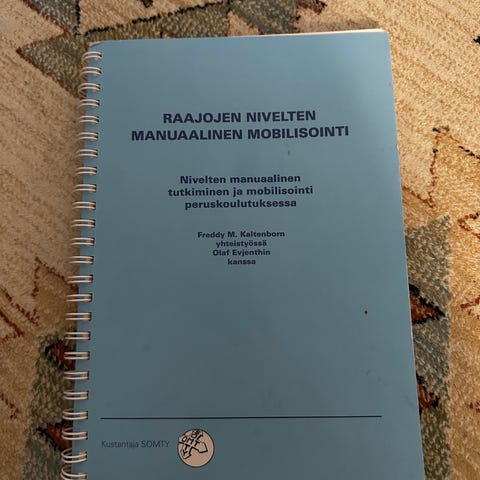 RAAJOJEN NIVELTEN
MANUAALINEN MOBILISOINTI
Nivelten manuaalinen
tutkiminen ja mobilisointi
peruskoulutuksessa
Freddy M. Kaltenborn
yhteistyössä
Olaf Evjenthin
kanssa
Kustantaja SOMTY